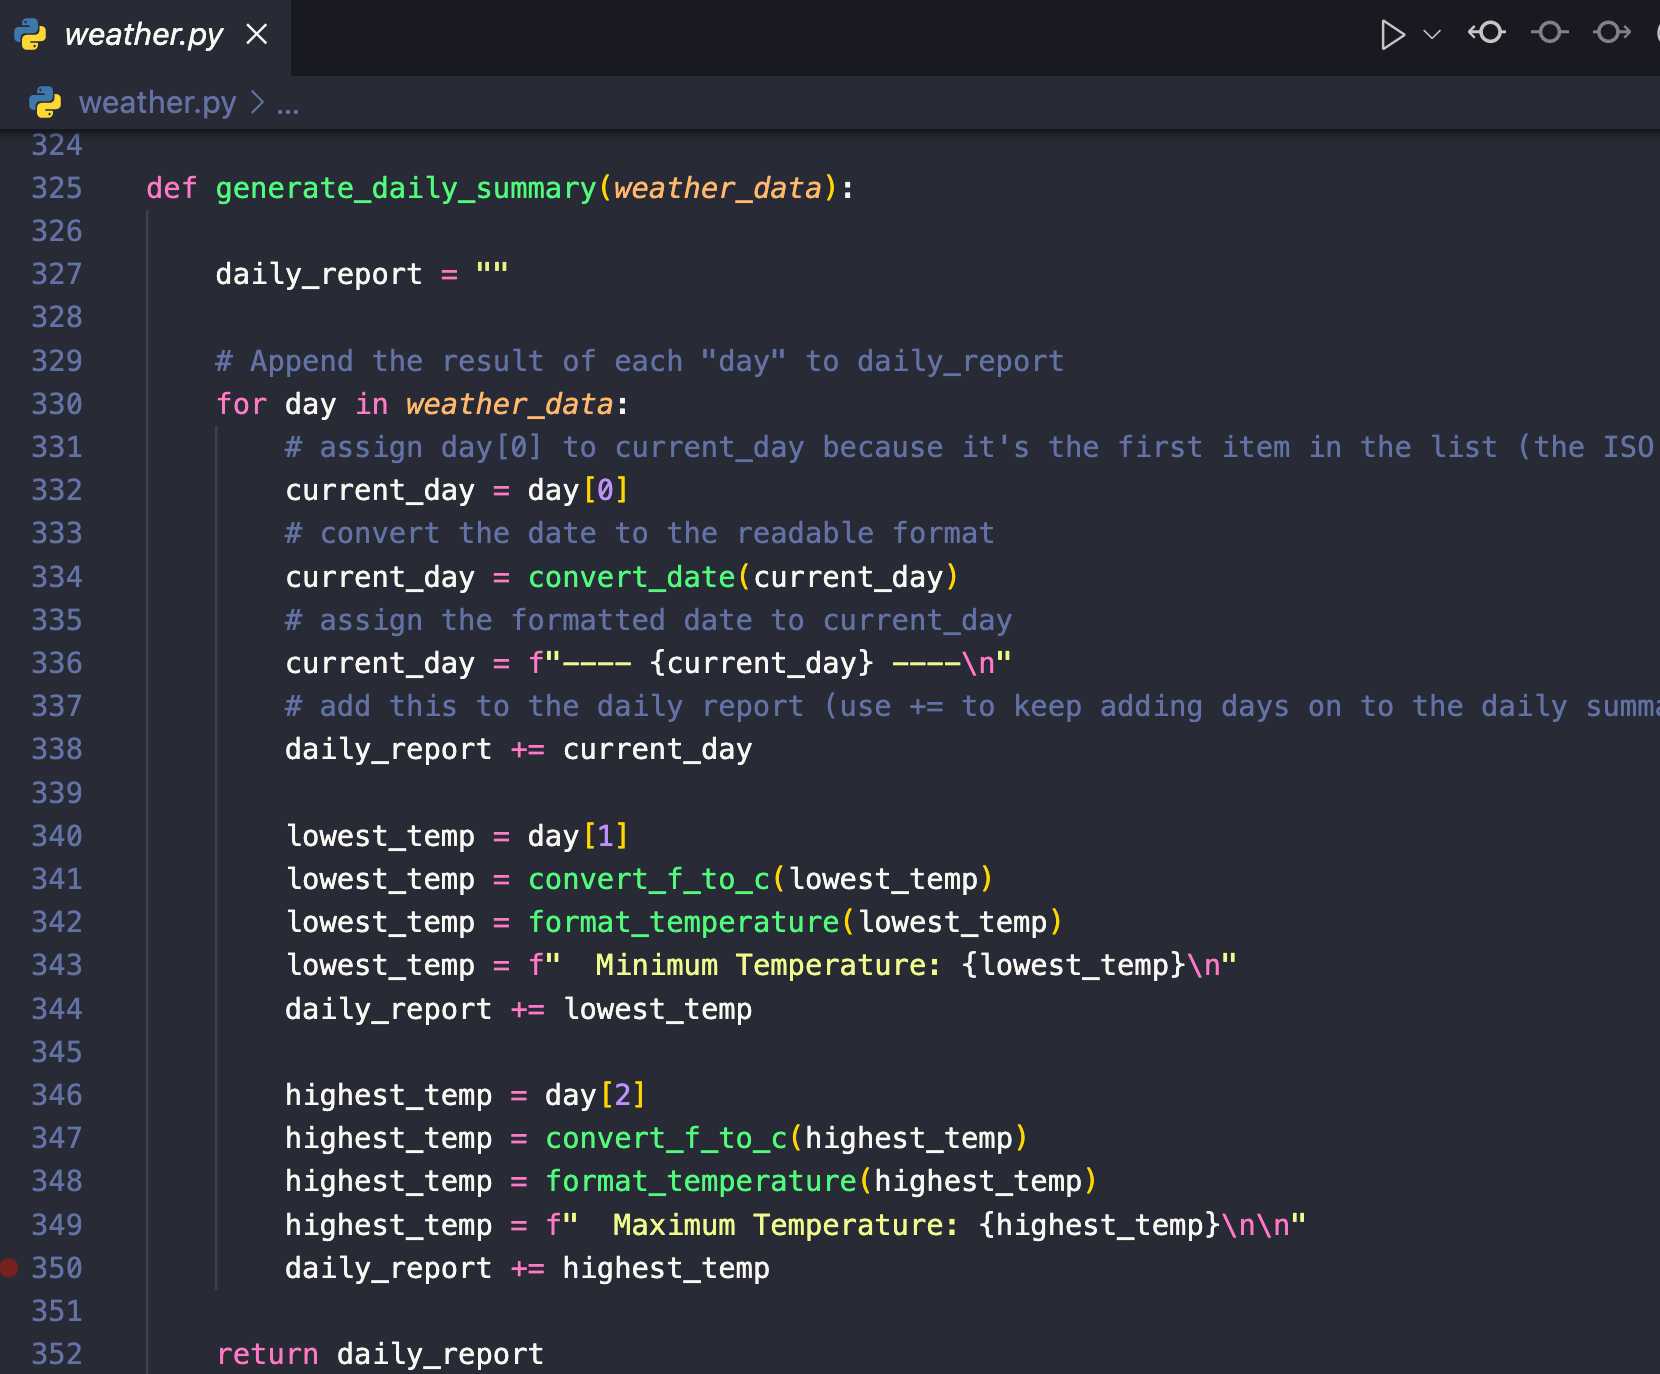 weather.py
weather.py > ...
324
325 def generate_daily_summary(weather_data):
326
327 daily_report = ""
328
329 # Append the result of each "day" to daily_report
330 for day in weather_data:
331 # assign day[0] to current_day because it's the first item in the list (the ISO
332 current_day = day[0]
333 # convert the date to the readable format
334 current_day = convert_date(current_day)
335 # assign the formatted date to current_day
336 current_day = f"---- {current_day} ----\n"
337 # add this to the daily report (use += to keep adding days on to the daily summa
338 daily_report += current_day
339
340 lowest_temp = day[1]
341 lowest_temp = convert_f_to_c(lowest_temp)
342 lowest_temp = format_temperature(lowest_temp)
343 lowest_temp = f"  Minimum Temperature: {lowest_temp}\n"
344 daily_report += lowest_temp
345
346 highest_temp = day[2]
347 highest_temp = convert_f_to_c(highest_temp)
348 highest_temp = format_temperature(highest_temp)
349 highest_temp = f"  Maximum Temperature: {highest_temp}\n\n"
350 daily_report += highest_temp
351
352 return daily_report